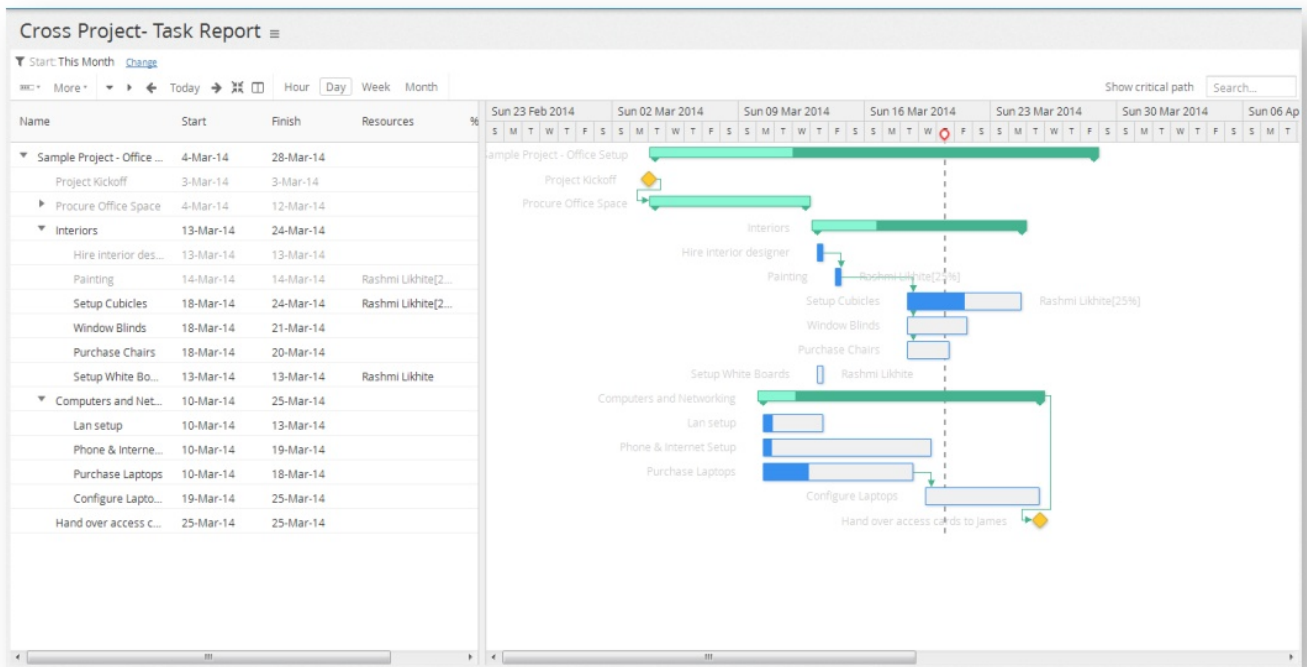 Cross Project- Task Report
Start: This Month Change
More Today Hour Day Week Month Show critical path Search...
Name Start Finish Resources %
Sun 23 Feb 2014 Sun 02 Mar 2014 Sun 09 Mar 2014 Sun 16 Mar 2014 Sun 23 Mar 2014 Sun 30 Mar 2014 Sun 06 Ap
S M T W T F S S M T W T F S S M T W T F S S M T W T F S S M T W T F S S M T W T F S S M T
Sample Project - Office ... 4-Mar-14 28-Mar-14 Sample Project - Office Setup
Project Kickoff 3-Mar-14 3-Mar-14 Project Kickoff
Procure Office Space 4-Mar-14 12-Mar-14 Procure Office Space
Interiors 13-Mar-14 24-Mar-14 Interiors
Hire interior des... 13-Mar-14 13-Mar-14 Hire interior designer
Painting 14-Mar-14 14-Mar-14 Rashmi Likhite[2... Painting Rashmi Likhite[25%]
Setup Cubicles 18-Mar-14 24-Mar-14 Rashmi Likhite[2... Setup Cubicles Rashmi Likhite[25%]
Window Blinds 18-Mar-14 21-Mar-14 Window Blinds
Purchase Chairs 18-Mar-14 20-Mar-14 Purchase Chairs
Setup White Bo... 13-Mar-14 13-Mar-14 Rashmi Likhite Setup White Boards Rashmi Likhite
Computers and Net... 10-Mar-14 25-Mar-14 Computers and Networking
Lan setup 10-Mar-14 13-Mar-14 Lan setup
Phone & Interne... 10-Mar-14 19-Mar-14 Phone & Internet Setup
Purchase Laptops 10-Mar-14 18-Mar-14 Purchase Laptops
Configure Lapto... 19-Mar-14 25-Mar-14 Configure Laptops
Hand over access c... 25-Mar-14 25-Mar-14 Hand over access cards to james